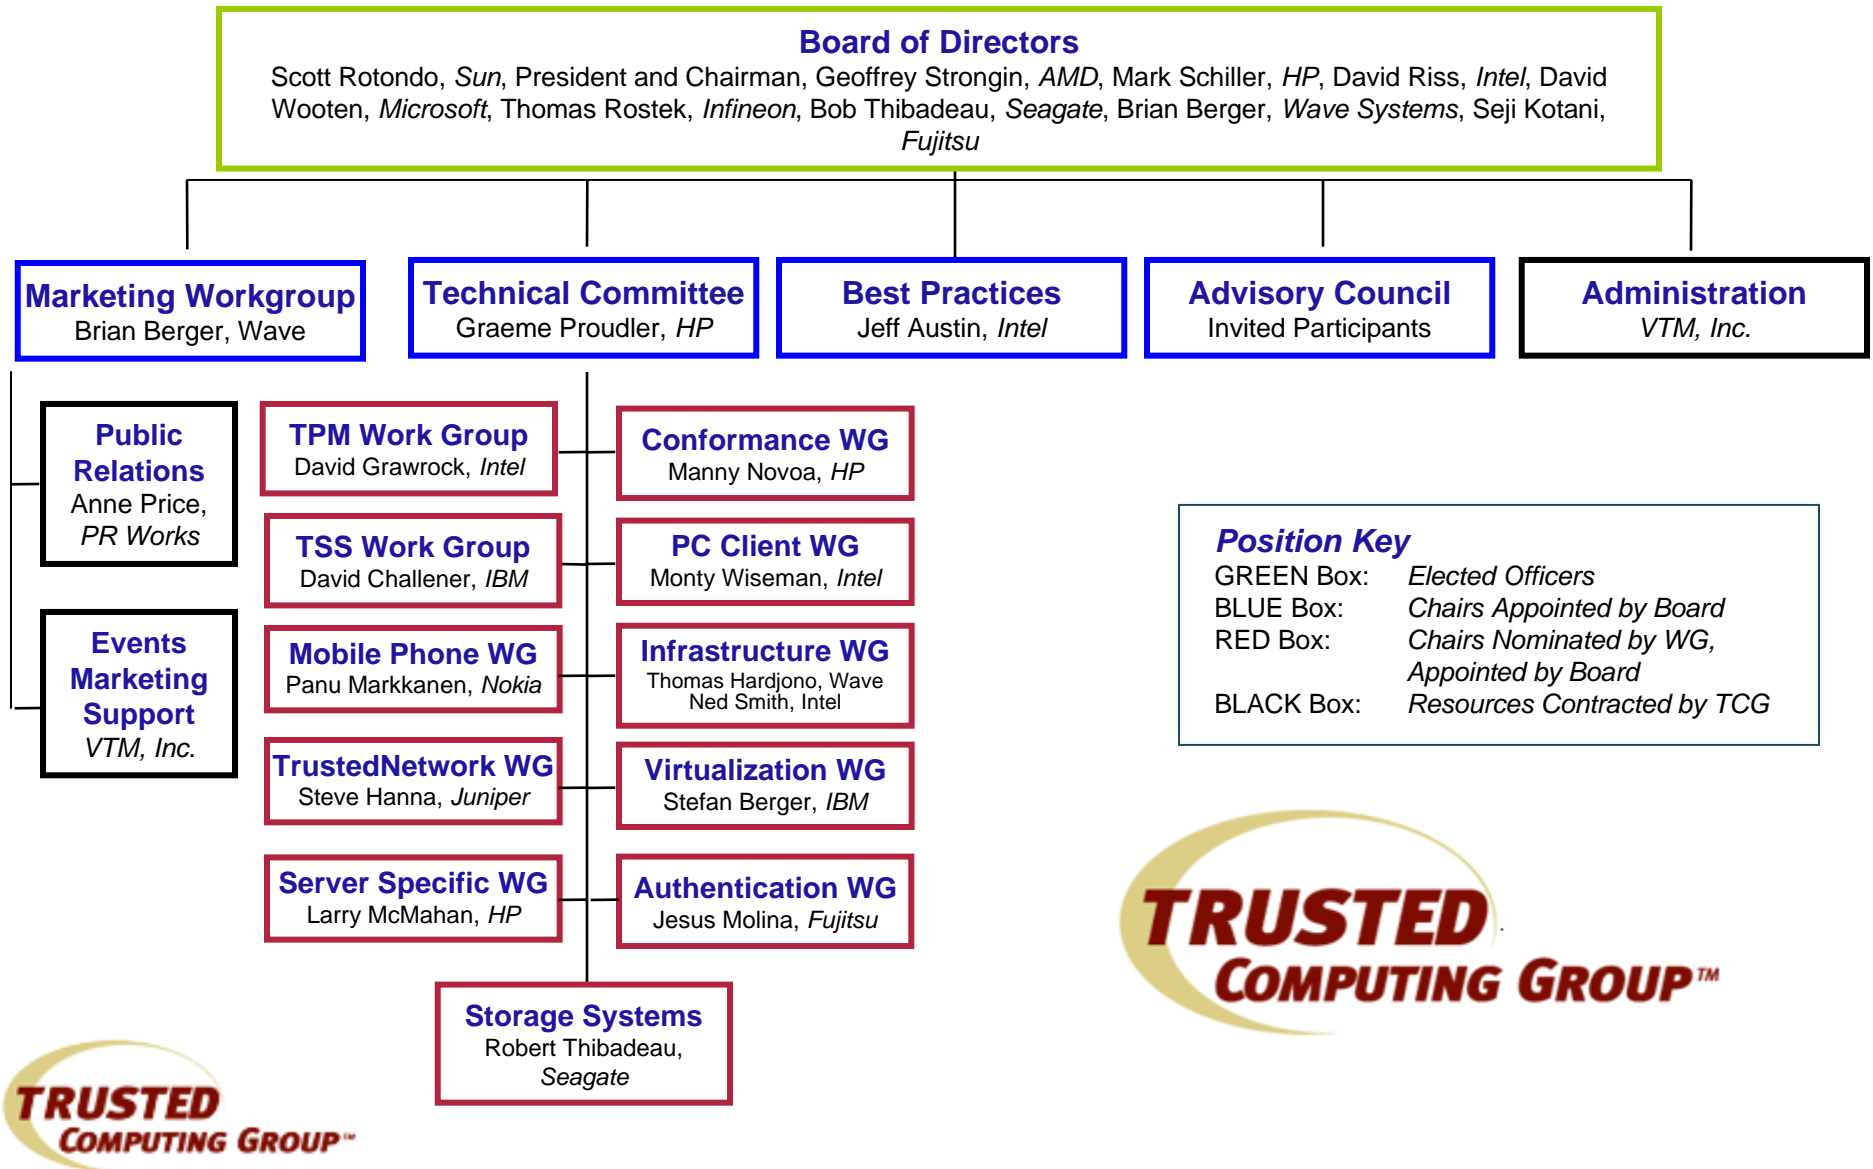 Board of Directors
Scott Rotondo, Sun, President and Chairman, Geoffrey Strongin, AMD, Mark Schiller, HP, David Riss, Intel, David
Wooten, Microsoft, Thomas Rostek, Infineon, Bob Thibadeau, Seagate, Brian Berger, Wave Systems, Seji Kotani,
Fujitsu
Marketing Workgroup
Brian Berger, Wave
Technical Committee
Graeme Proudler, HP
Best Practices
Jeff Austin, Intel
Advisory Council
Invited Participants
Administration
VTM, Inc.
Public
Relations
Anne Price,
PR Works
Events
Marketing
Support
VTM, Inc.
TPM Work Group
David Grawrock, Intel
Conformance WG
Manny Novoa, HP
TSS Work Group
David Challener, IBM
PC Client WG
Monty Wiseman, Intel
Mobile Phone WG
Panu Markkanen, Nokia
Infrastructure WG
Thomas Hardjono, Wave
Ned Smith, Intel
TrustedNetwork WG
Steve Hanna, Juniper
Virtualization WG
Stefan Berger, IBM
Server Specific WG
Larry McMahan, HP
Authentication WG
Jesus Molina, Fujitsu
Storage Systems
Robert Thibadeau,
Seagate
Position Key
GREEN Box: Elected Officers
BLUE Box: Chairs Appointed by Board
RED Box: Chairs Nominated by WG,
Appointed by Board
BLACK Box: Resources Contracted by TCG
TRUSTED
COMPUTING GROUP™
TRUSTED
COMPUTING GROUP™